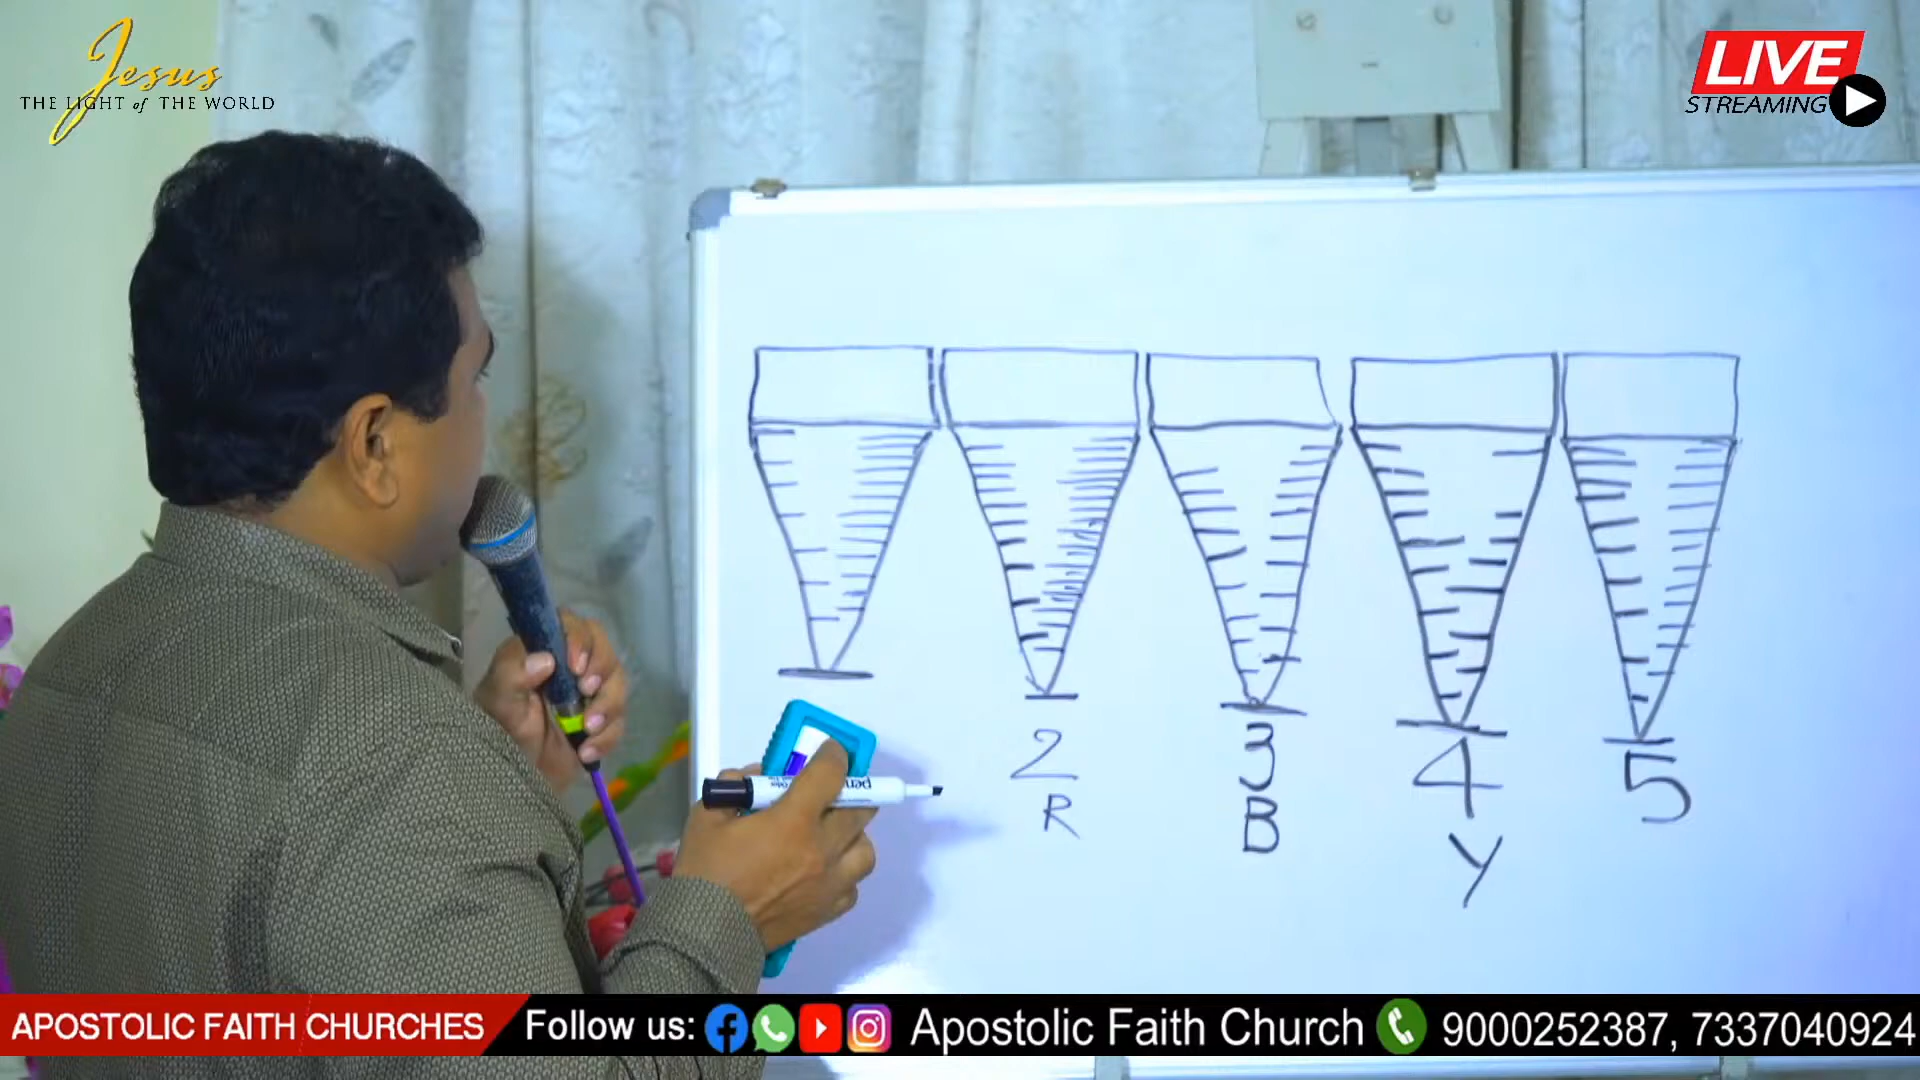 Jesus
THE LIGHT of THE WORLD
LIVE
STREAMING
2
R
3
B
4
Y
5
APOSTOLIC FAITH CHURCHES
Follow us:
Apostolic Faith Church
9000252387, 7337040924